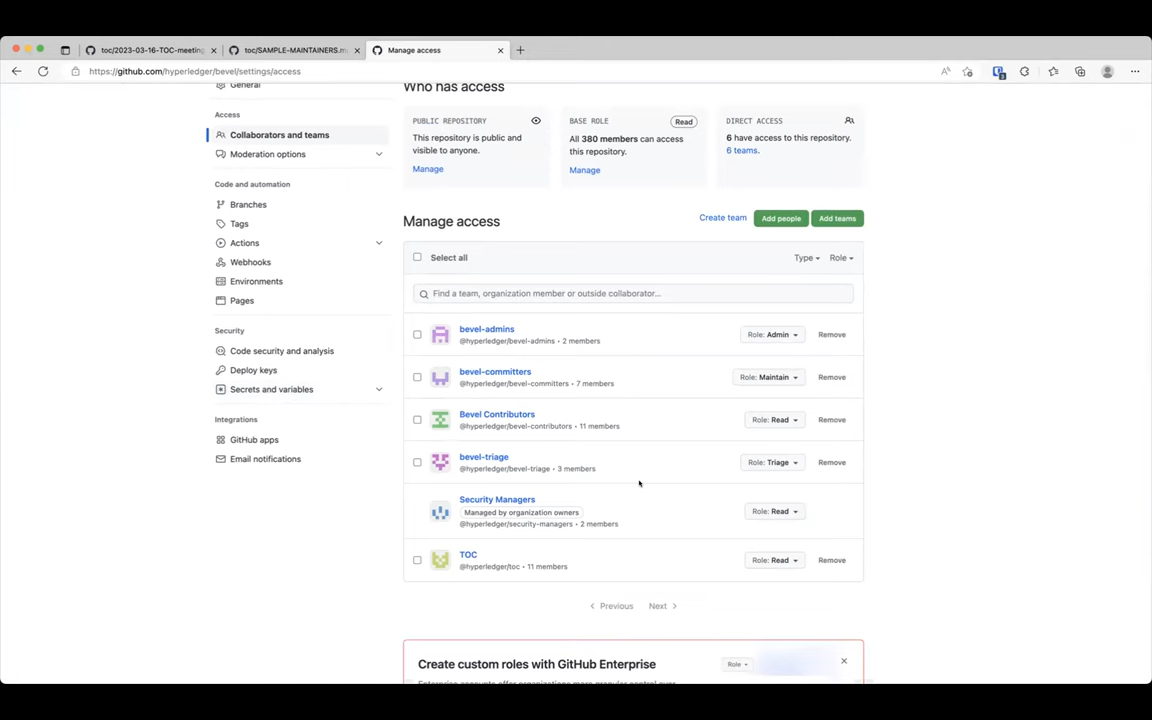 toc/2023-03-16-TOC-meeting
toc/SAMPLE-MAINTAINERS.m
Manage access
https://github.com/hyperledger/bevel/settings/access
General
Access
Collaborators and teams
Moderation options
Code and automation
Branches
Tags
Actions
Webhooks
Environments
Pages
Security
Code security and analysis
Deploy keys
Secrets and variables
Integrations
GitHub apps
Email notifications
Who has access
PUBLIC REPOSITORY
This repository is public and
visible to anyone.
Manage
BASE ROLE Read
All 380 members can access
this repository.
Manage
DIRECT ACCESS
6 have access to this repository.
6 teams.
Manage access
Create team Add people Add teams
Select all Type Role
Find a team, organization member or outside collaborator...
bevel-admins
@hyperledger/bevel-admins • 2 members
Role: Admin Remove
bevel-committers
@hyperledger/bevel-committers • 7 members
Role: Maintain Remove
Bevel Contributors
@hyperledger/bevel-contributors • 11 members
Role: Read Remove
bevel-triage
@hyperledger/bevel-triage • 3 members
Role: Triage Remove
Security Managers
Managed by organization owners
@hyperledger/security-managers • 2 members
Role: Read
TOC
@hyperledger/toc • 11 members
Role: Read Remove
Previous Next
Create custom roles with GitHub Enterprise
Role